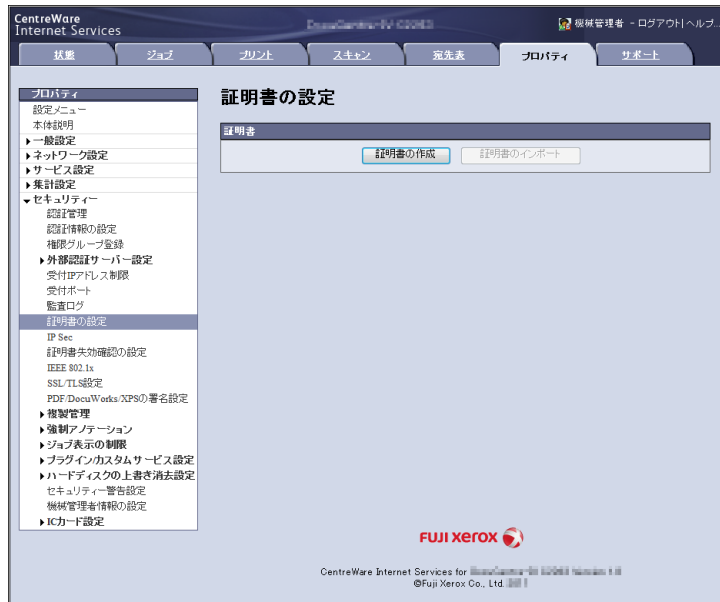 CentreWare
Internet Services
機械管理者 - ログアウト| ヘルプ...
状態
ジョブ
プリント
スキャン
宛先表
プロパティ
サポート
プロパティ
設定メニュー
本体説明
一般設定
ネットワーク設定
サービス設定
集計設定
セキュリティー
認証管理
認証情報の設定
権限グループ登録
外部認証サーバー設定
受付IPアドレス制限
受付ポート
監査ログ
証明書の設定
IP Sec
証明書失効確認の設定
IEEE 802.1x
SSL/TLS設定
PDF/DocuWorks/XPSの署名設定
複製管理
強制アノテーション
ジョブ表示の制限
プラグイン/カスタムサービス設定
ハードディスクの上書き消去設定
セキュリティー警告設定
機械管理者情報の設定
ICカード設定
証明書の設定
証明書
証明書の作成
証明書のインポート
FUJI xerox
CentreWare Internet Services for
©Fuji Xerox Co., Ltd.